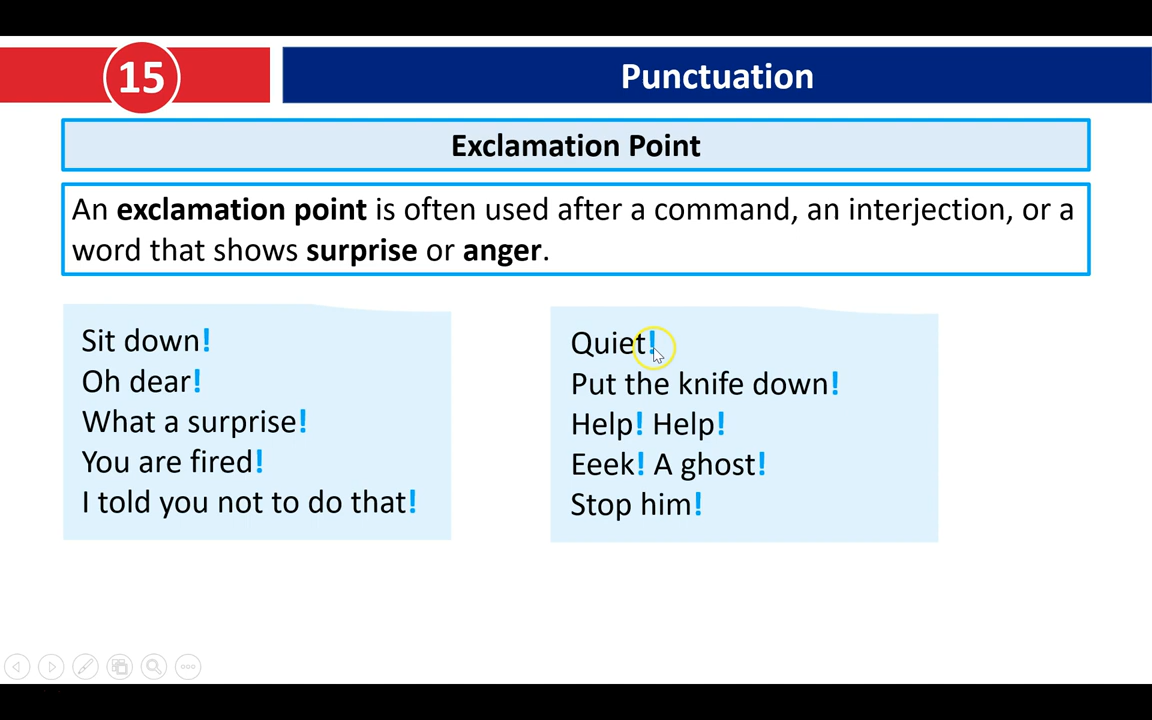 15
Punctuation
Exclamation Point
An exclamation point is often used after a command, an interjection, or a
word that shows surprise or anger.
Sit down!
Oh dear!
What a surprise!
You are fired!
I told you not to do that!
Quiet!
Put the knife down!
Help! Help!
Eeek! A ghost!
Stop him!